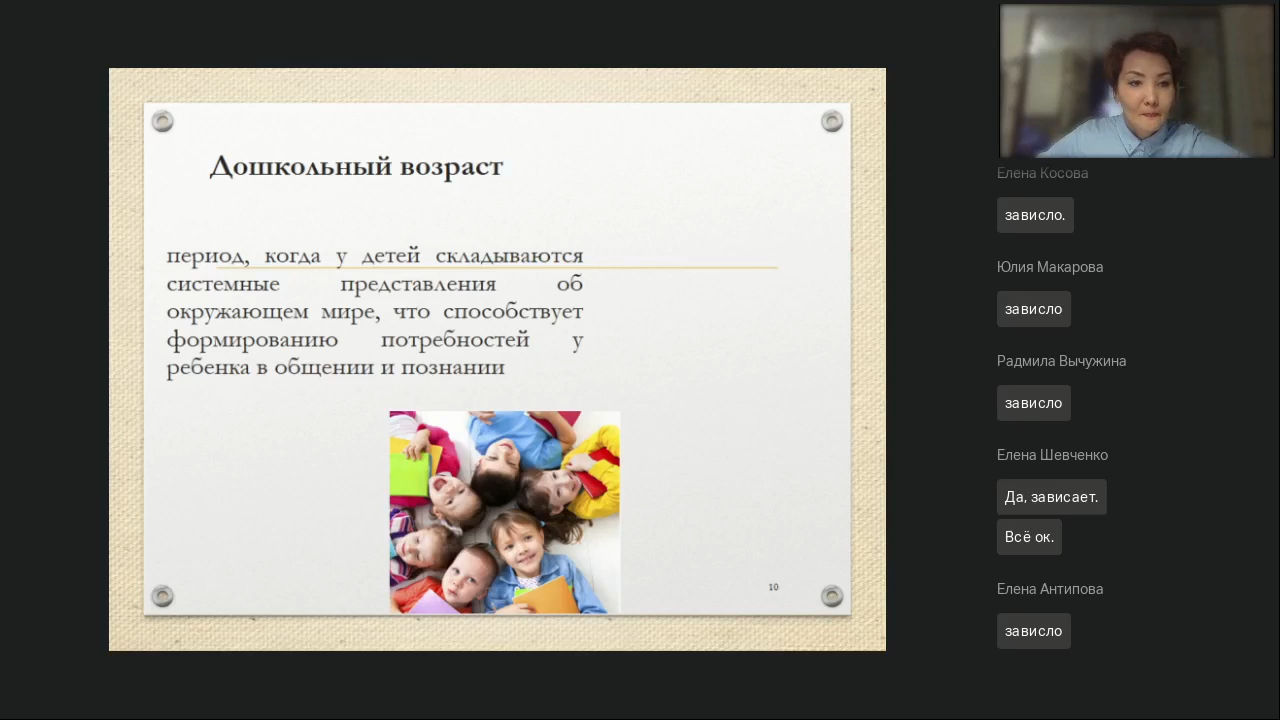 Дошкольный возраст
период, когда у детей складываются
системные представления об
окружающем мире, что способствует
формированию потребностей у
ребенка в общении и познании
10
Елена Косова
зависло.
Юлия Макарова
зависло
Радмила Вычужина
зависло
Елена Шевченко
Да, зависает.
Всё ок.
Елена Антипова
зависло